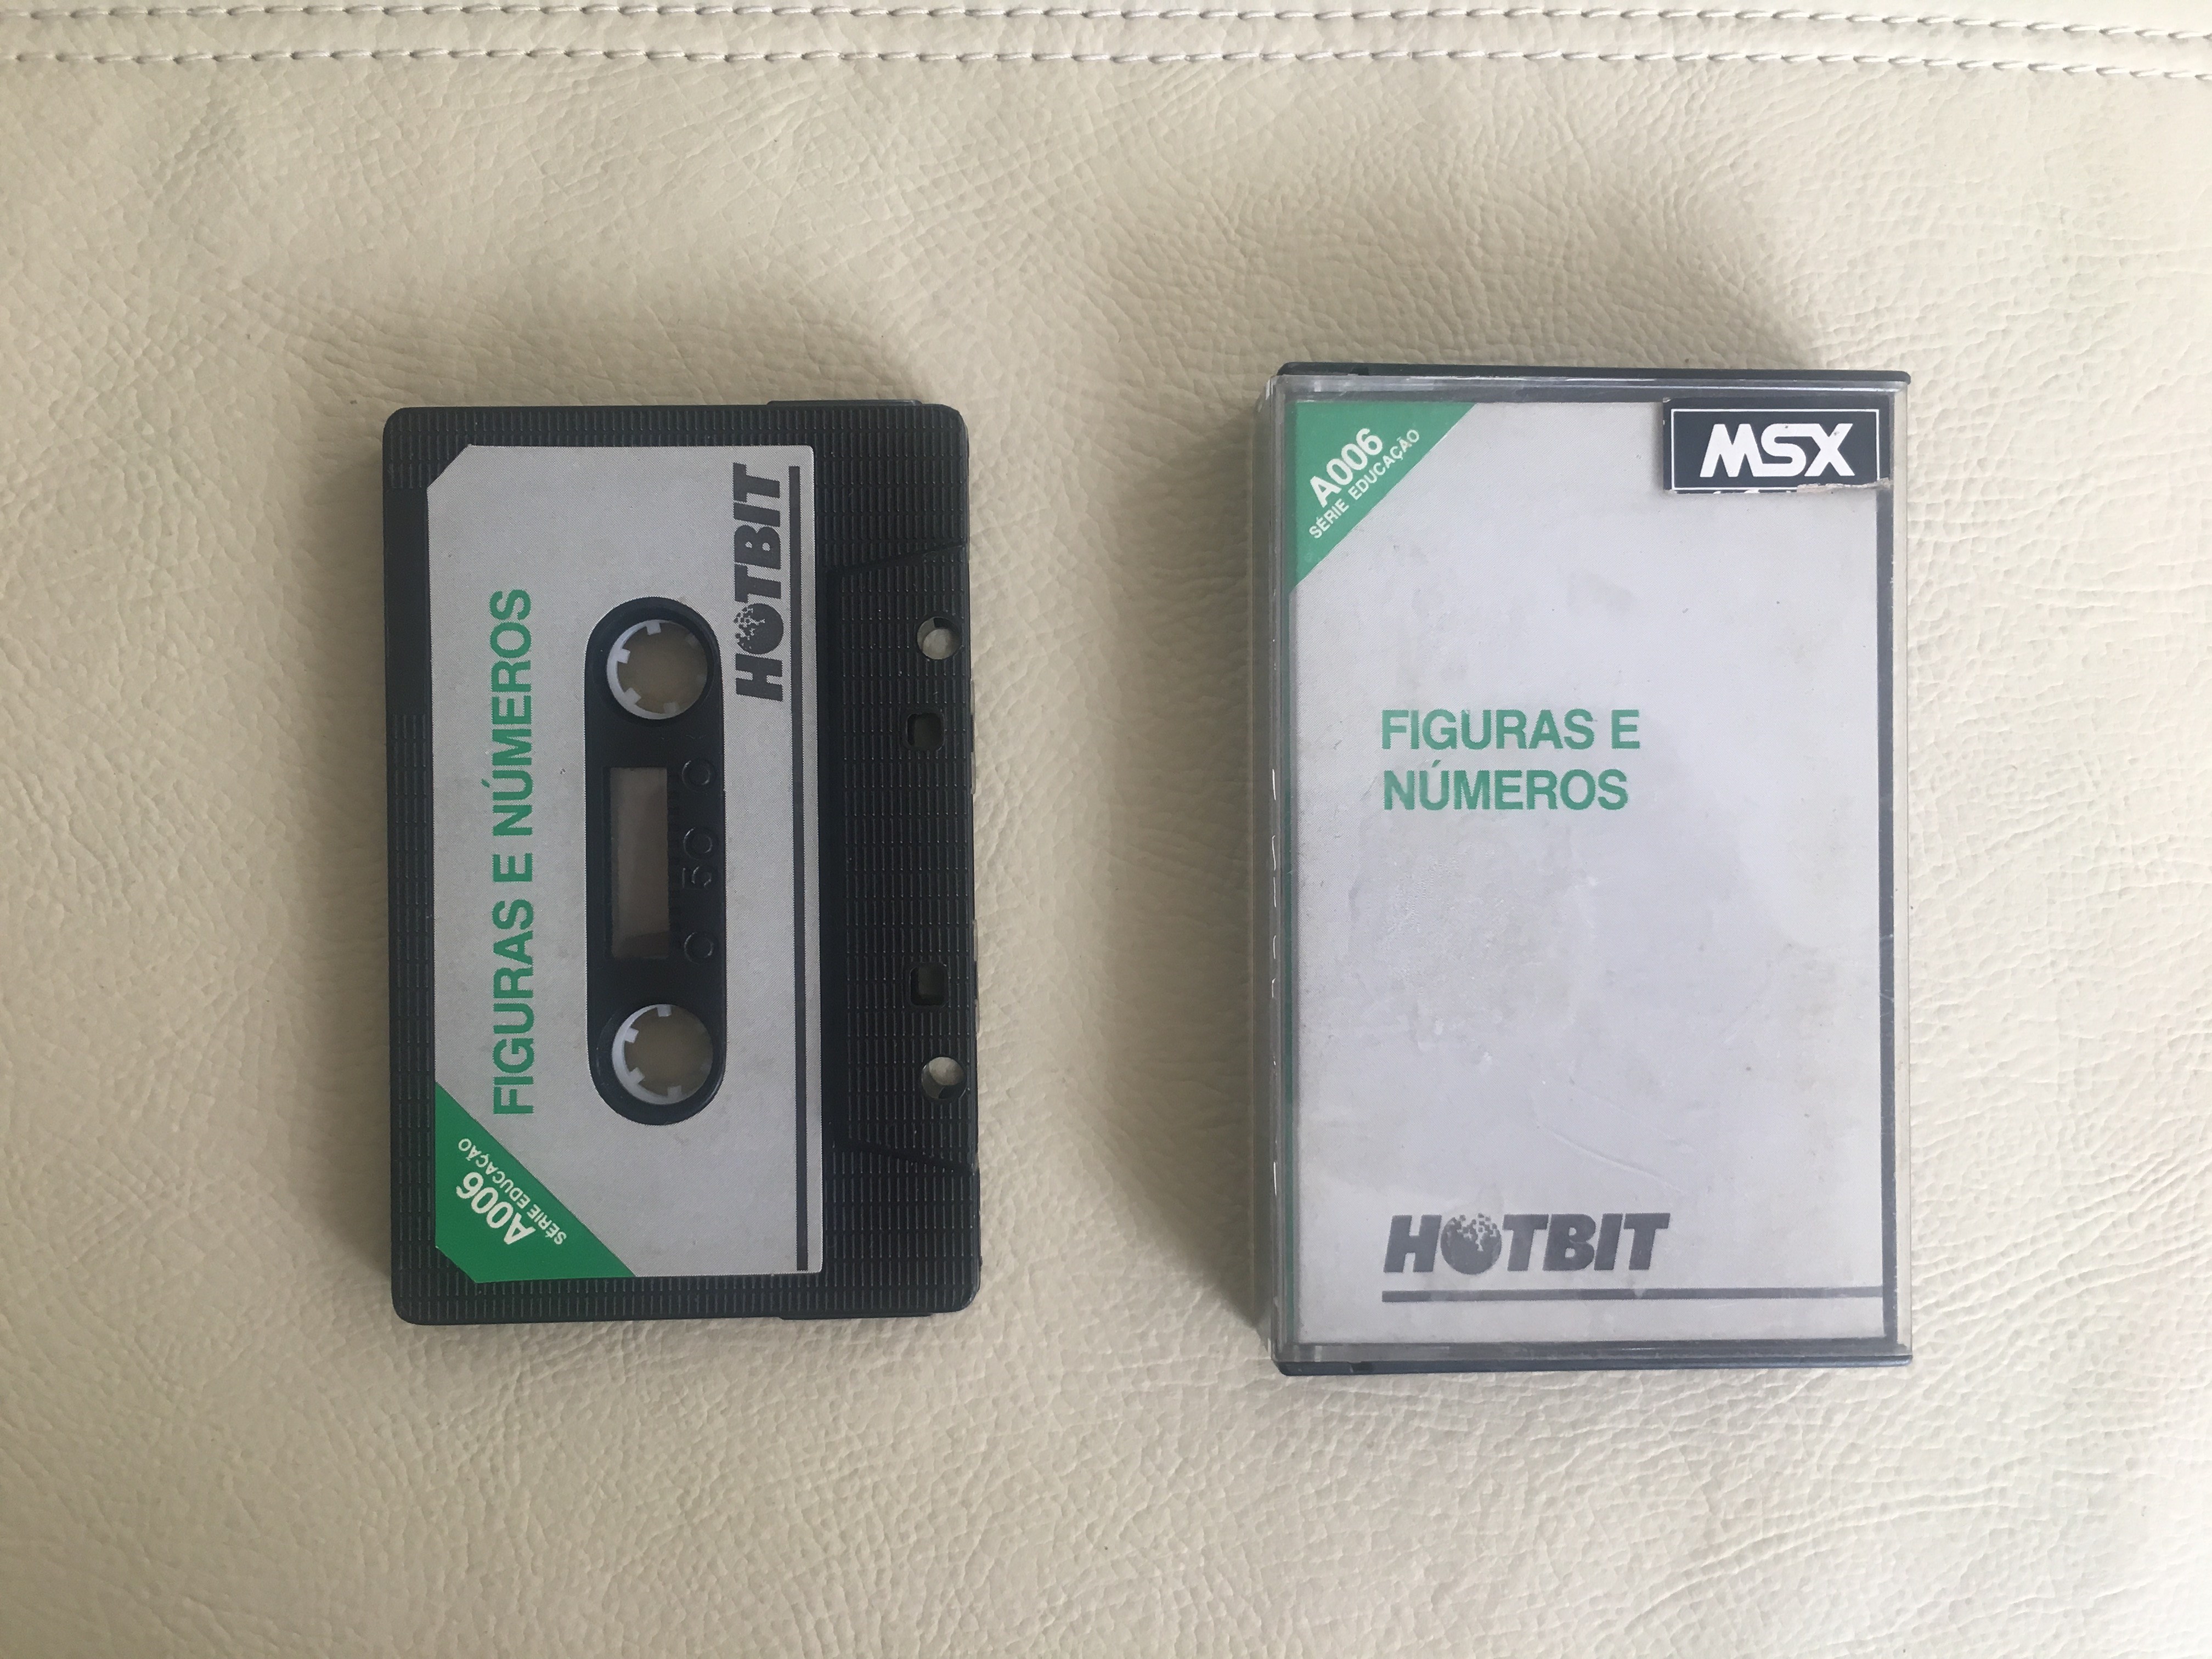 FIGURAS E NÚMEROS
A006
SÉRIE EDUCAÇÃO
HOTBIT
50
A006
SÉRIE EDUCAÇÃO
MSX
FIGURAS E
NÚMEROS
HOTBIT